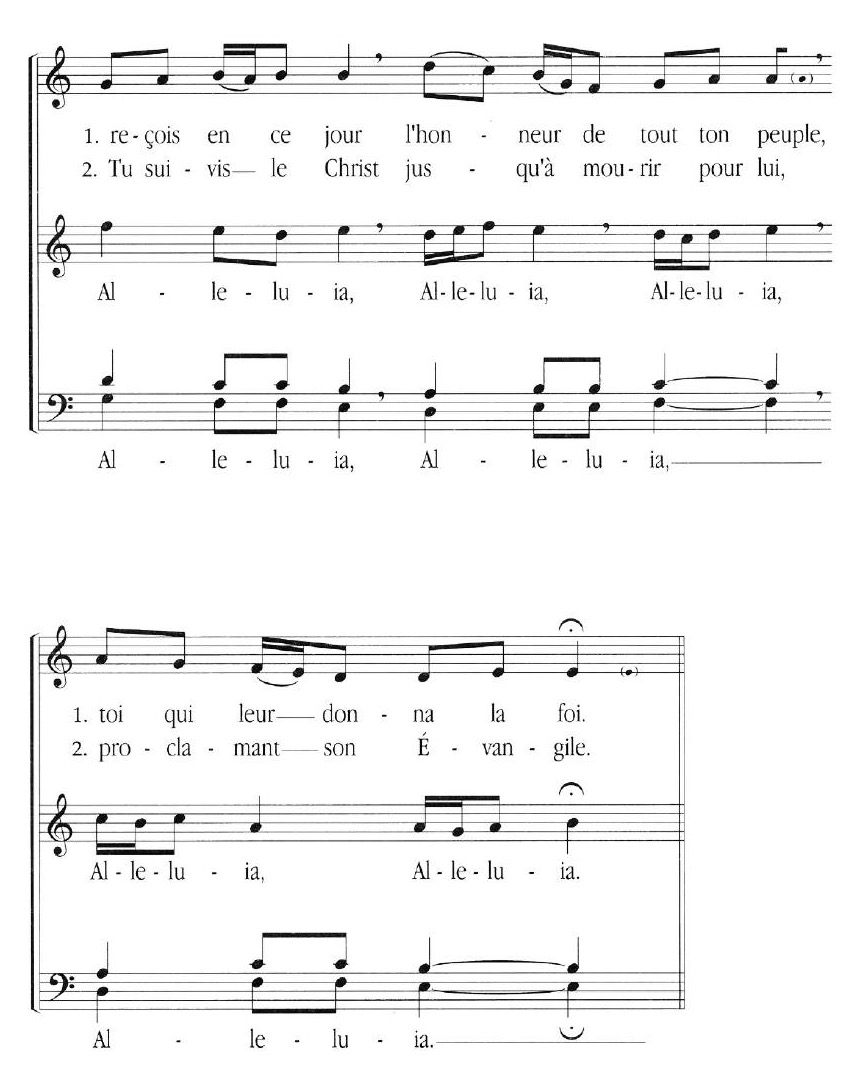 1. re - çois en ce jour l'hon - neur de tout ton peuple,
2. Tu sui - vis— le Christ jus - qu'à mou - rir pour lui,
Al - le - lu - ia, Al - le - lu - ia, Al - le - lu - ia,
Al - le - lu - ia, Al - le - lu - ia,—
1. toi qui leur— don - na la foi.
2. pro - cla - mant— son É - van - gile.
Al - le - lu - ia, Al - le - lu - ia.
Al - le - lu - ia.—